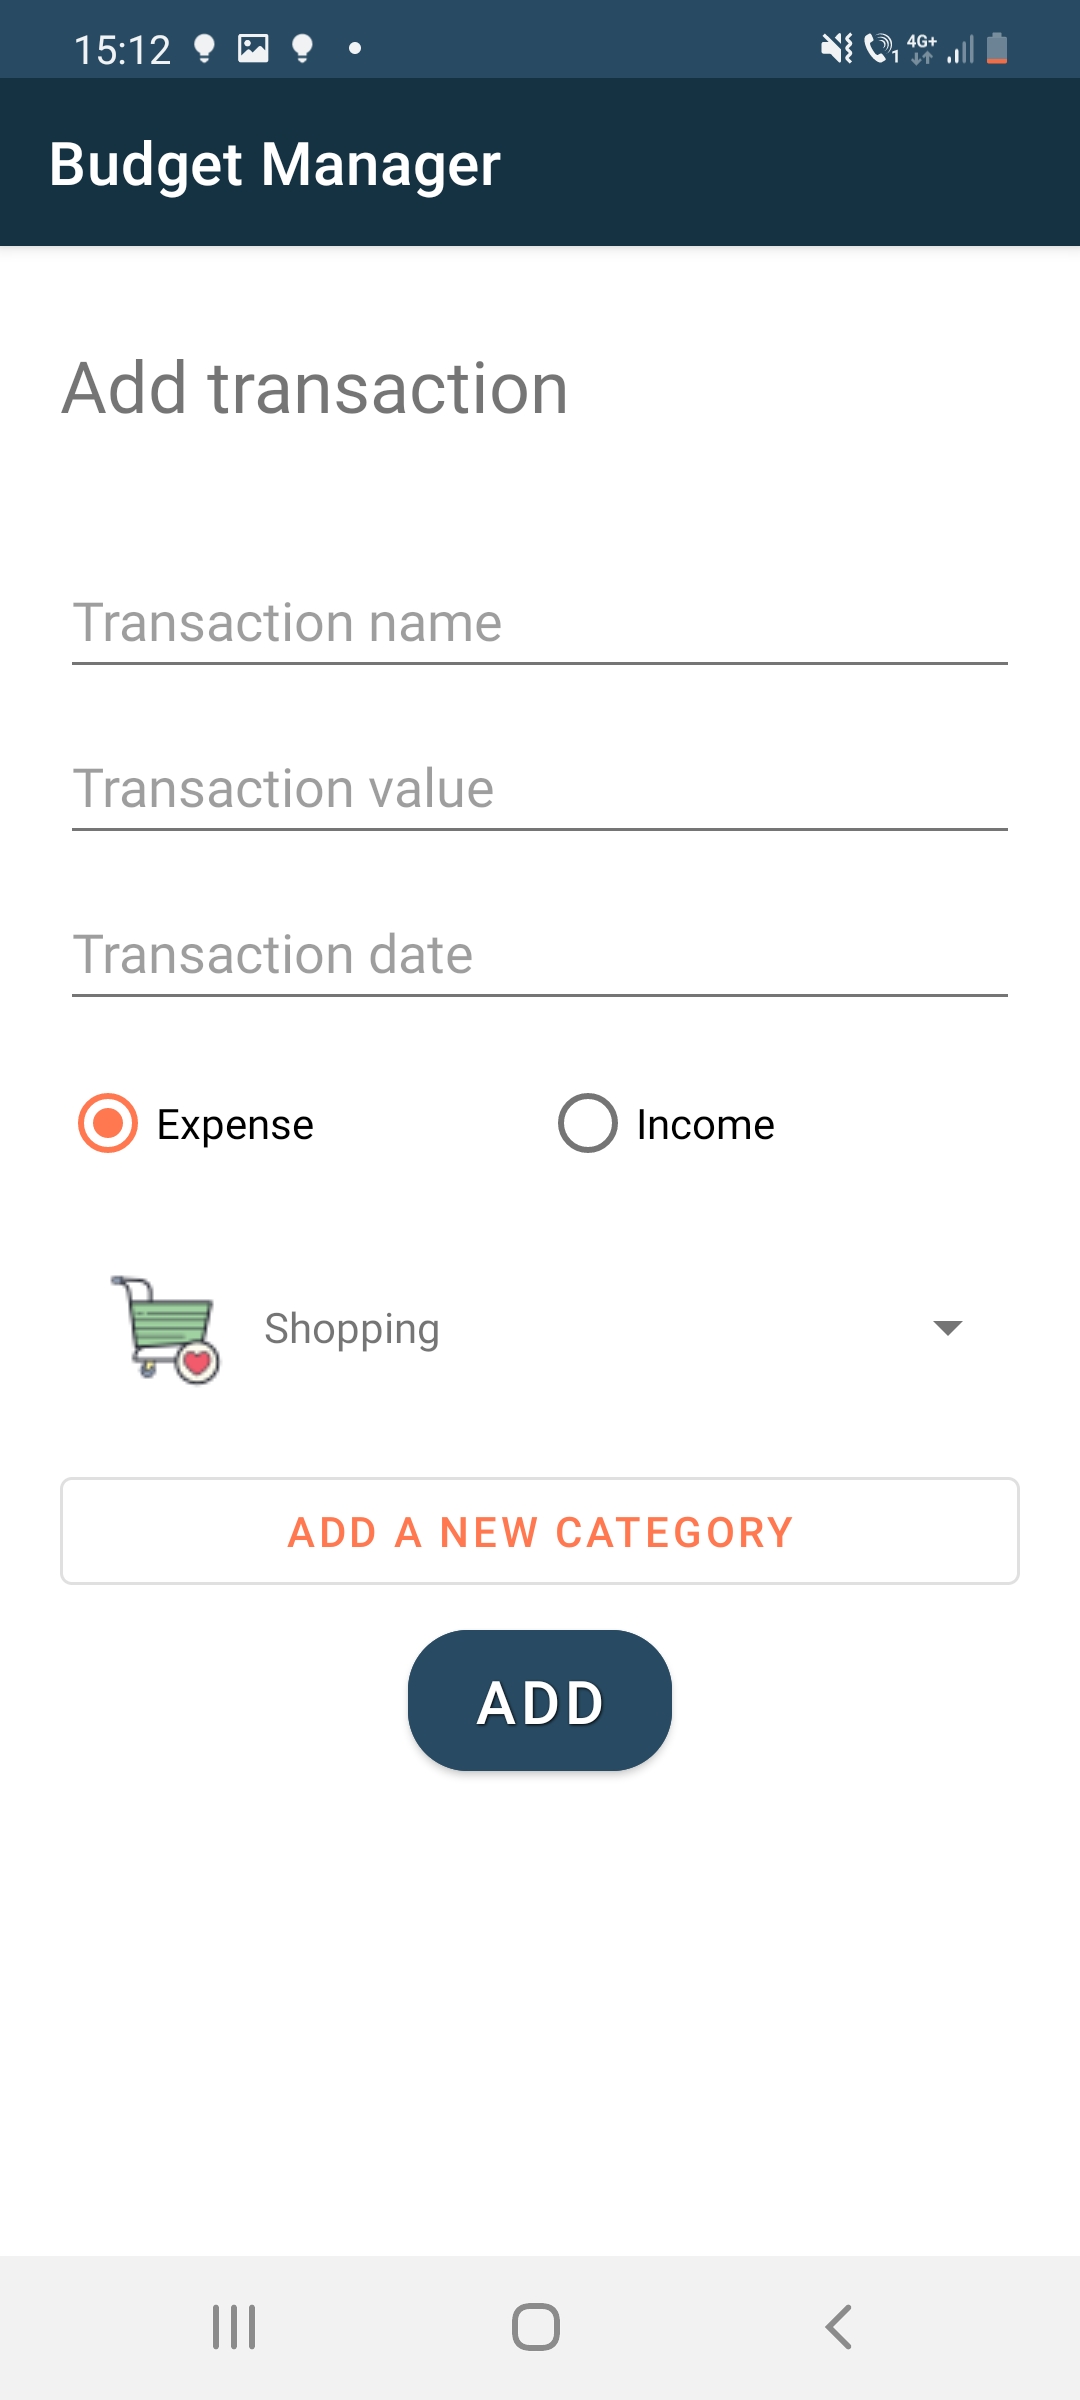 15:12 1 4G+
Budget Manager
Add transaction
Transaction name
Transaction value
Transaction date
Expense Income
Shopping
ADD A NEW CATEGORY
ADD